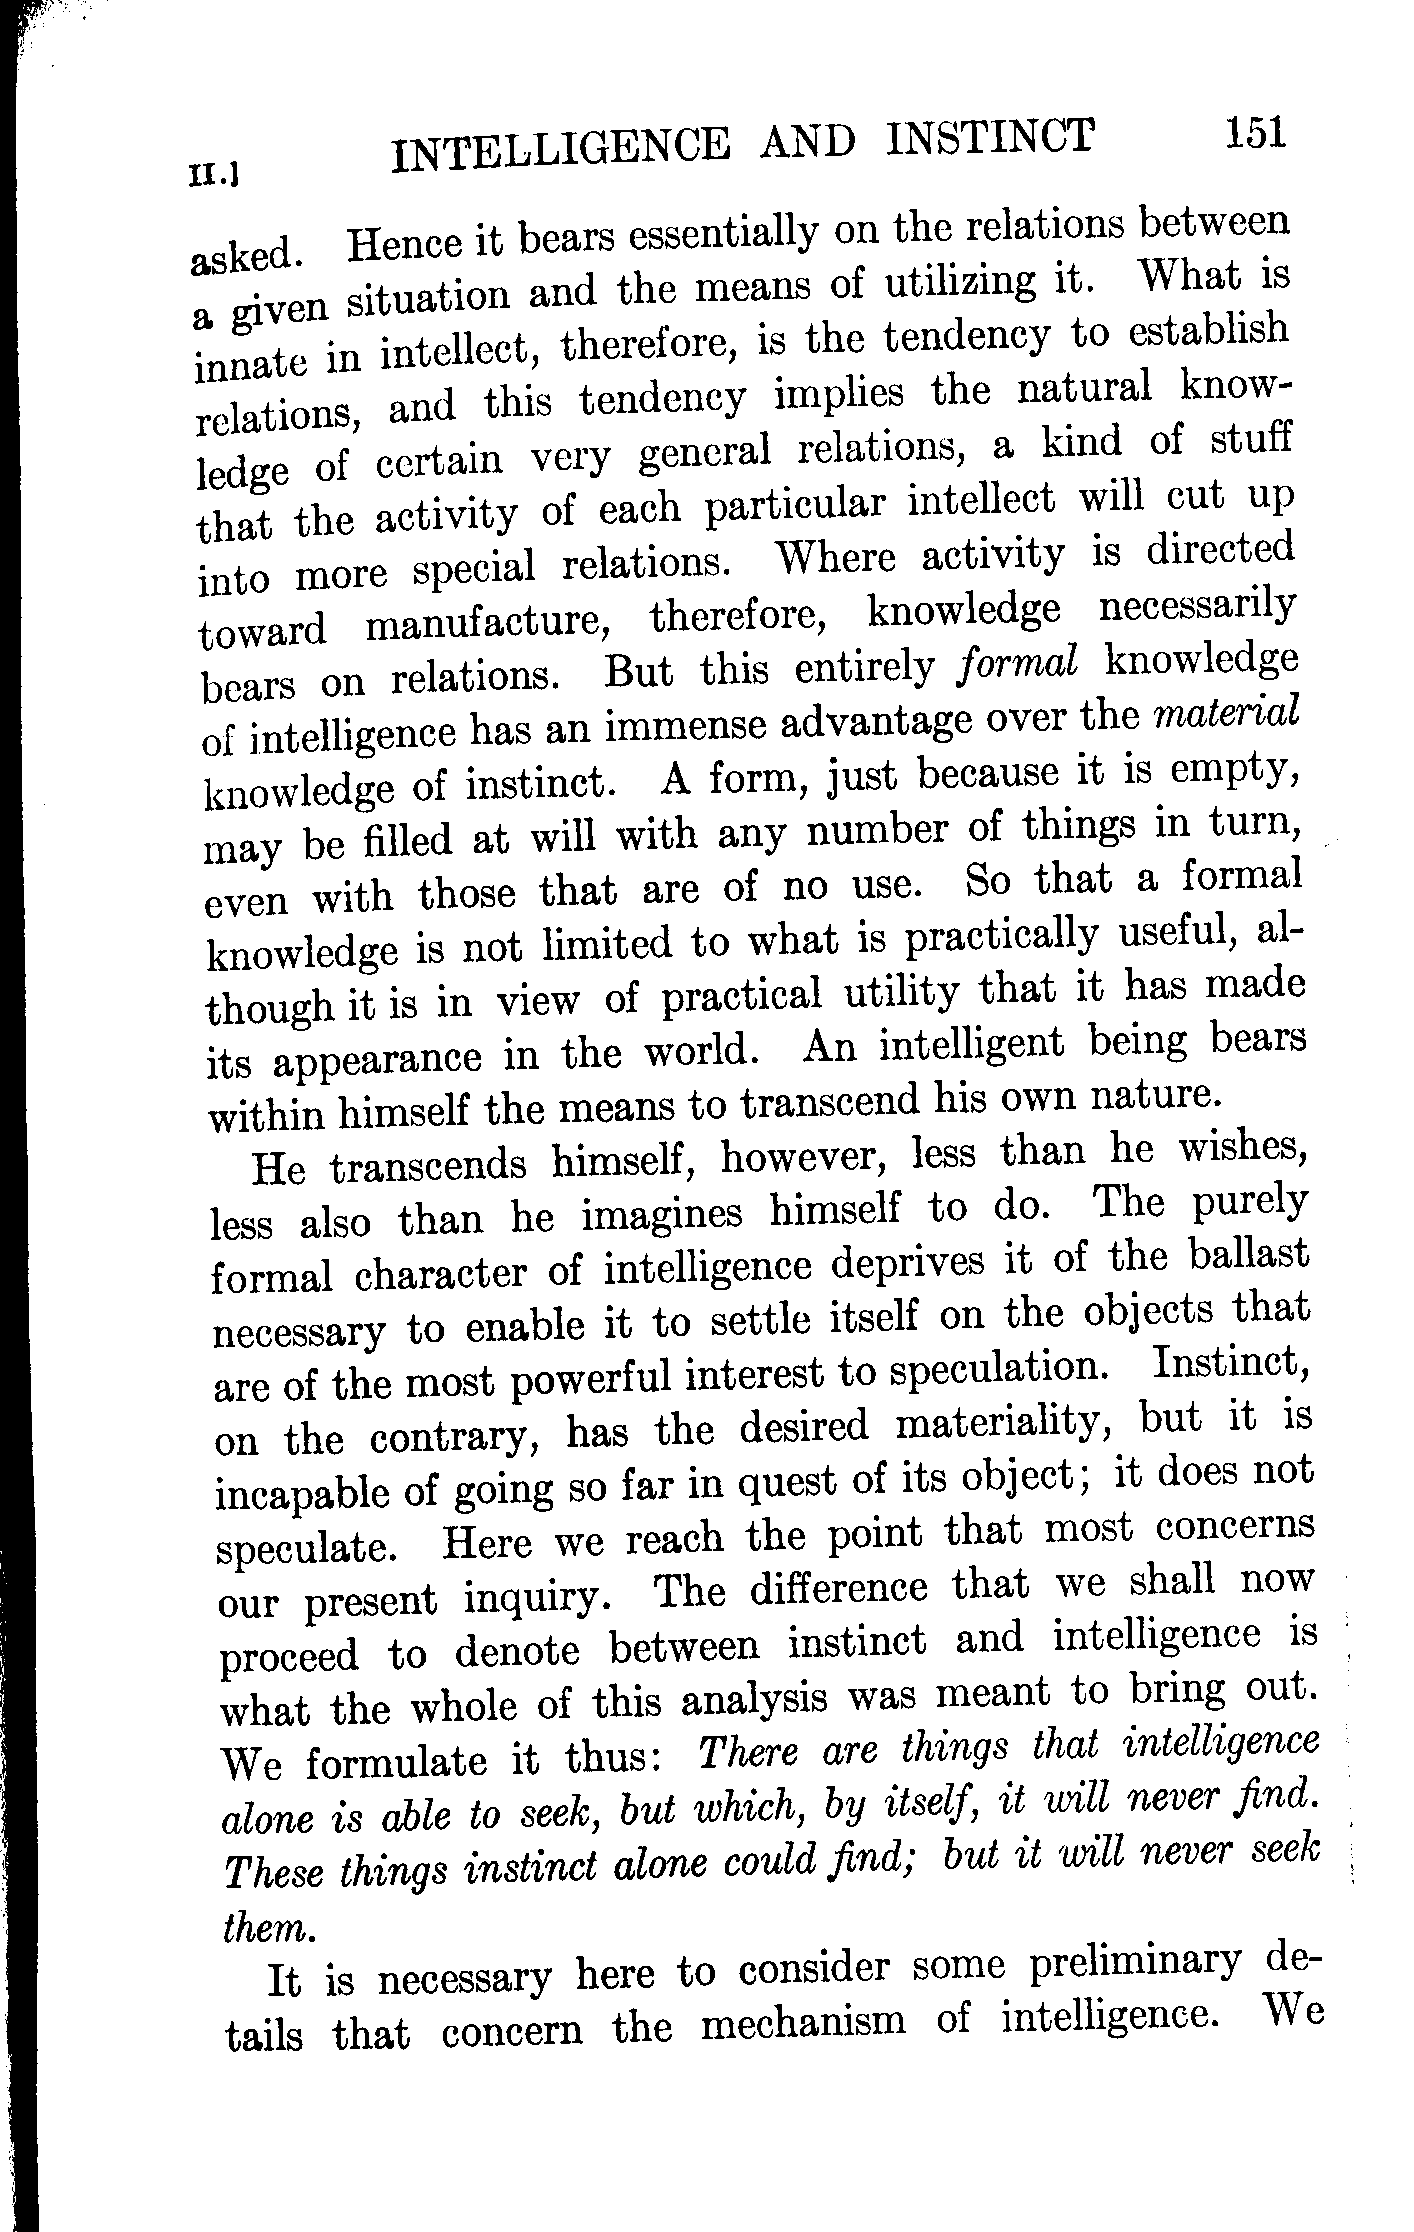 II.] INTELLIGENCE AND INSTINCT 151
asked. Hence it bears essentially on the relations between
a given situation and the means of utilizing it. What is
innate in intellect, therefore, is the tendency to establish
relations, and this tendency implies the natural know-
ledge of certain very general relations, a kind of stuff
that the activity of each particular intellect will cut up
into more special relations. Where activity is directed
toward manufacture, therefore, knowledge necessarily
bears on relations. But this entirely formal knowledge
of intelligence has an immense advantage over the material
knowledge of instinct. A form, just because it is empty,
may be filled at will with any number of things in turn,
even with those that are of no use. So that a formal
knowledge is not limited to what is practically useful, al-
though it is in view of practical utility that it has made
its appearance in the world. An intelligent being bears
within himself the means to transcend his own nature.
He transcends himself, however, less than he wishes,
less also than he imagines himself to do. The purely
formal character of intelligence deprives it of the ballast
necessary to enable it to settle itself on the objects that
are of the most powerful interest to speculation. Instinct,
on the contrary, has the desired materiality, but it is
incapable of going so far in quest of its object; it does not
speculate. Here we reach the point that most concerns
our present inquiry. The difference that we shall now
proceed to denote between instinct and intelligence is
what the whole of this analysis was meant to bring out.
We formulate it thus: There are things that intelligence
alone is able to seek, but which, by itself, it will never find.
These things instinct alone could find; but it will never seek
them.
It is necessary here to consider some preliminary de-
tails that concern the mechanism of intelligence. We